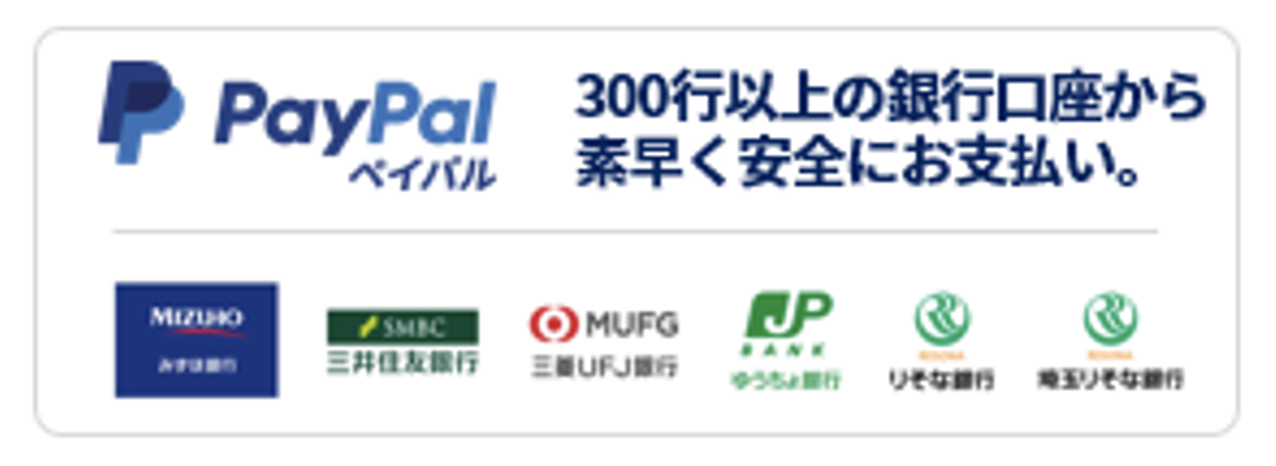 PayPal
ペイパル
300行以上の銀行口座から
素早く安全にお支払い。
MIZUHO
みずほ銀行
SMBC
三井住友銀行
MUFG
三菱UFJ銀行
JP
BANK
ゆうちょ銀行
RESONA
りそな銀行
RESONA
埼玉りそな銀行